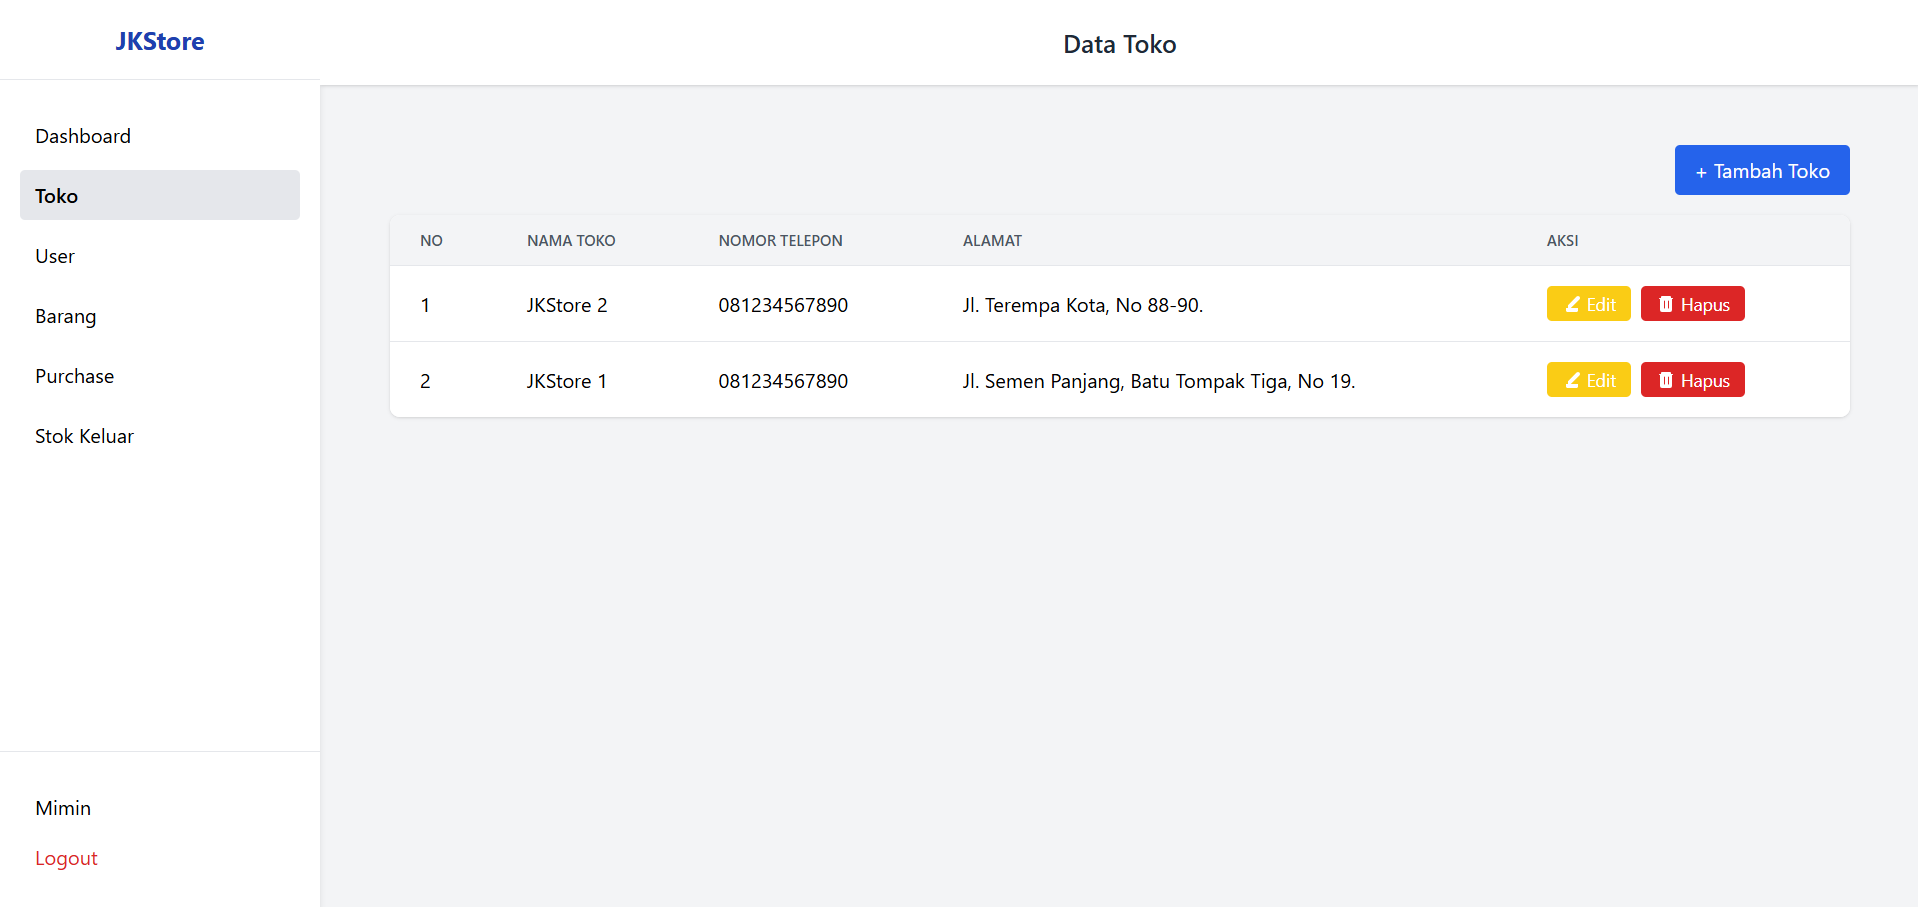 JKStore
Data Toko
Dashboard
Toko
User
Barang
Purchase
Stok Keluar
Mimin
Logout
+ Tambah Toko
NO NAMA TOKO NOMOR TELEPON ALAMAT AKSI
1 JKStore 2 081234567890 Jl. Terempa Kota, No 88-90. Edit Hapus
2 JKStore 1 081234567890 Jl. Semen Panjang, Batu Tompak Tiga, No 19. Edit Hapus